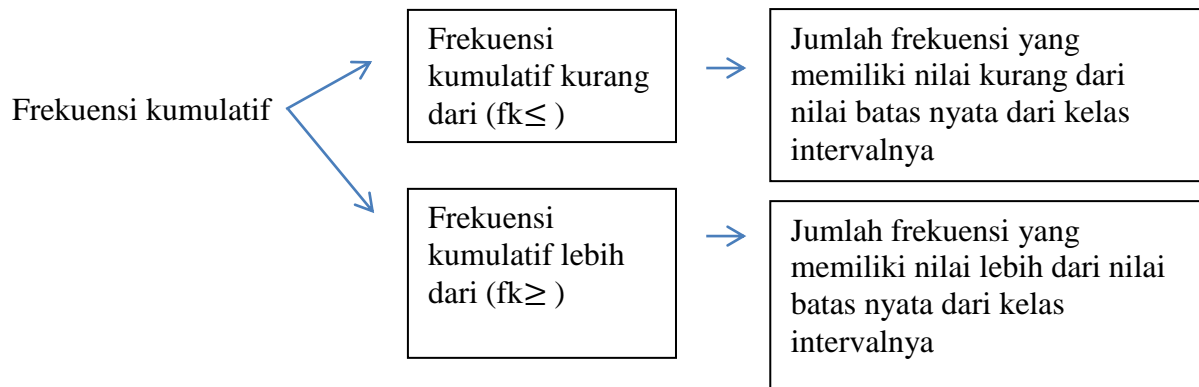 Frekuensi kumulatif
Frekuensi
kumulatif kurang
dari (fk≤ )
Jumlah frekuensi yang
memiliki nilai kurang dari
nilai batas nyata dari kelas
intervalnya
Frekuensi
kumulatif lebih
dari (fk≥ )
Jumlah frekuensi yang
memiliki nilai lebih dari nilai
batas nyata dari kelas
intervalnya